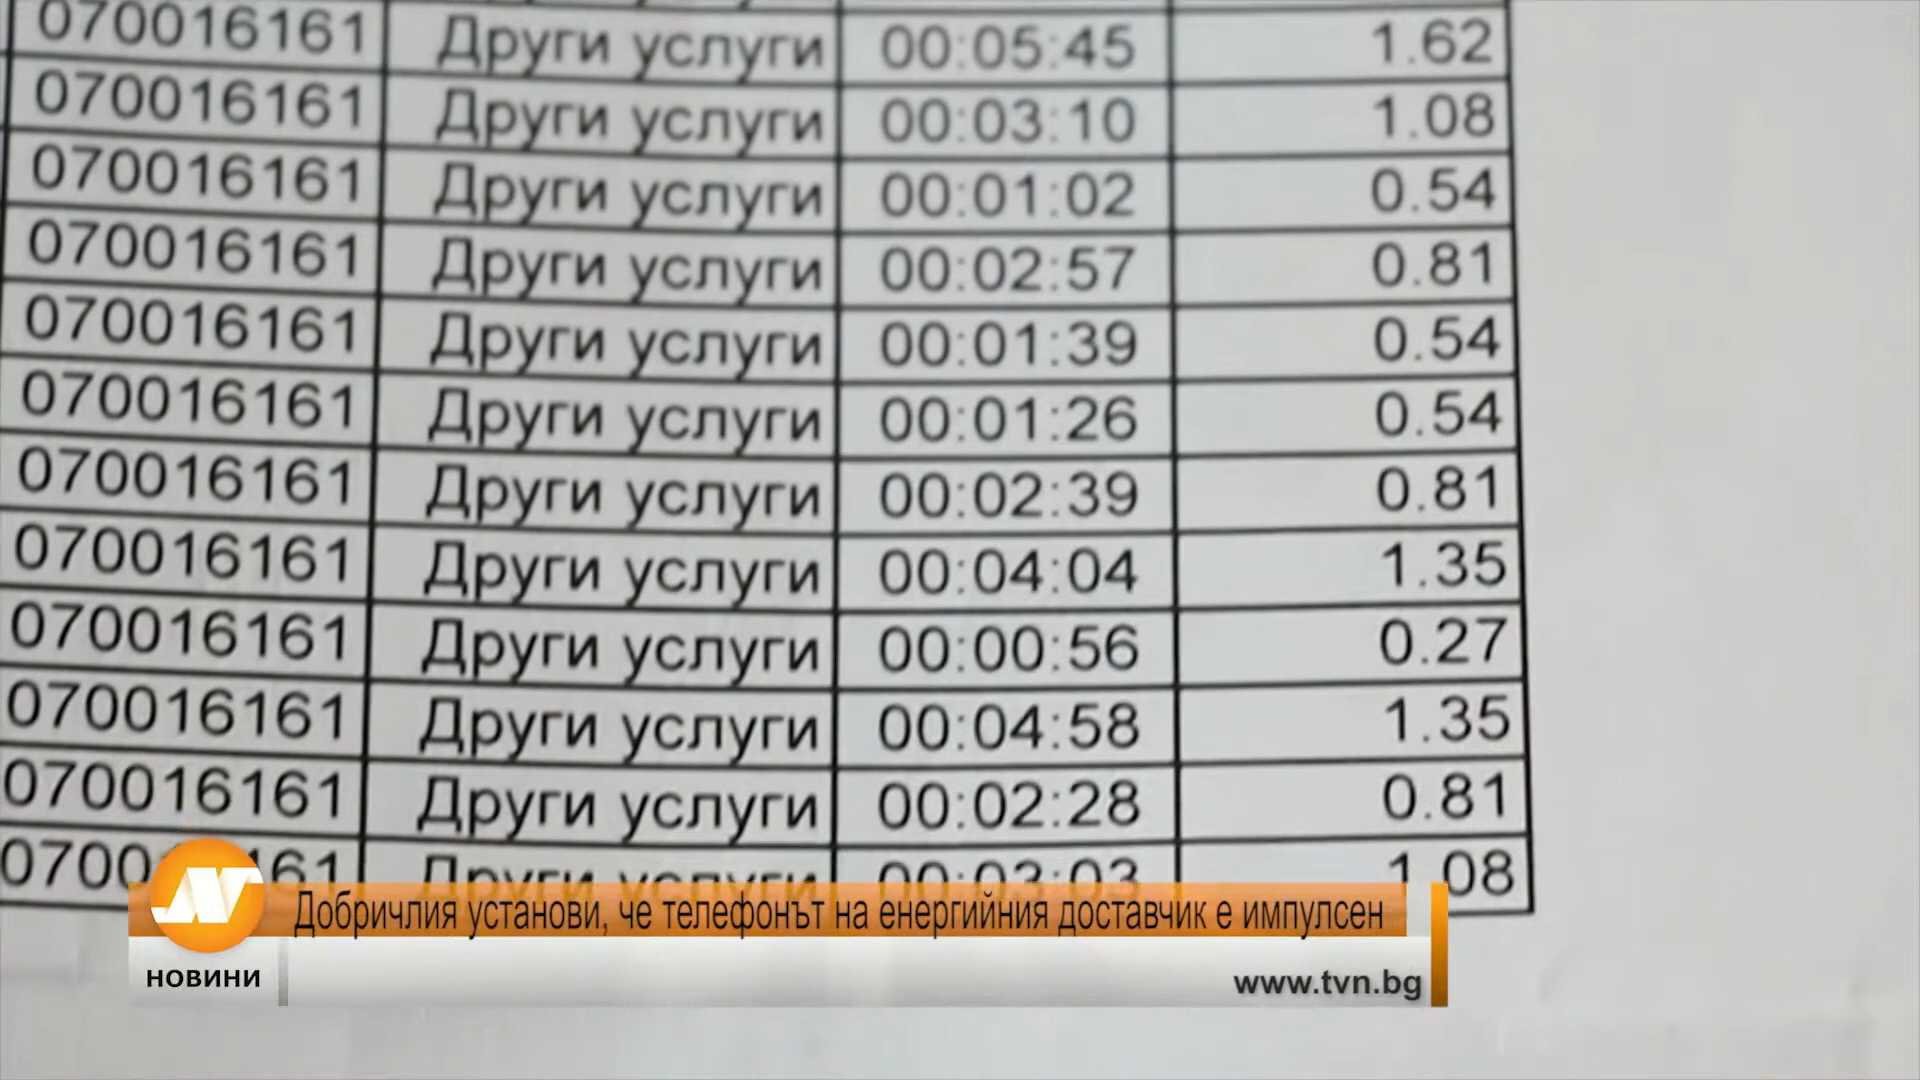 070016161 Други услуги 00:05:45 1.62
070016161 Други услуги 00:03:10 1.08
070016161 Други услуги 00:01:02 0.54
070016161 Други услуги 00:02:57 0.81
070016161 Други услуги 00:01:39 0.54
070016161 Други услуги 00:01:26 0.54
070016161 Други услуги 00:02:39 0.81
070016161 Други услуги 00:04:04 1.35
070016161 Други услуги 00:00:56 0.27
070016161 Други услуги 00:04:58 1.35
070016161 Други услуги 00:02:28 0.81
070016161 Други услуги 00:03:03 1.08
Добричлия установи, че телефонът на енергийния доставчик е импулсен
НОВИНИ
www.tvn.bg